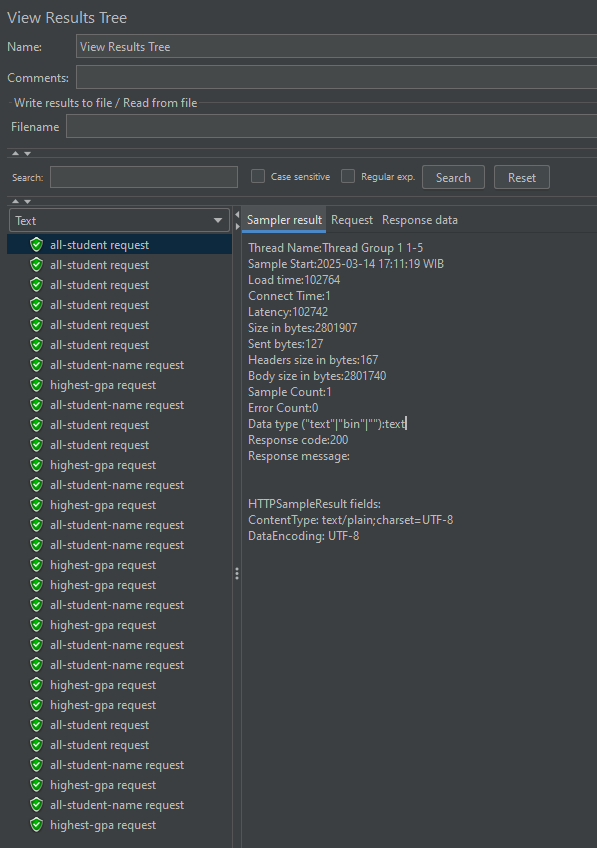 View Results Tree
Name: View Results Tree
Comments:
Write results to file / Read from file
Filename
Search: Case sensitive Regular exp. Search Reset
Text
all-student request
all-student request
all-student request
all-student request
all-student request
all-student request
all-student-name request
highest-gpa request
all-student-name request
all-student request
all-student request
highest-gpa request
all-student-name request
highest-gpa request
all-student-name request
all-student-name request
highest-gpa request
highest-gpa request
all-student-name request
highest-gpa request
all-student-name request
all-student-name request
highest-gpa request
highest-gpa request
all-student request
all-student request
all-student-name request
highest-gpa request
all-student-name request
highest-gpa request
Sampler result Request Response data
Thread Name:Thread Group 1 1-5
Sample Start:2025-03-14 17:11:19 WIB
Load time:102764
Connect Time:1
Latency:102742
Size in bytes:2801907
Sent bytes:127
Headers size in bytes:167
Body size in bytes:2801740
Sample Count:1
Error Count:0
Data type ("text"|"bin"|""):text
Response code:200
Response message:
HTTPSampleResult fields:
ContentType: text/plain;charset=UTF-8
DataEncoding: UTF-8